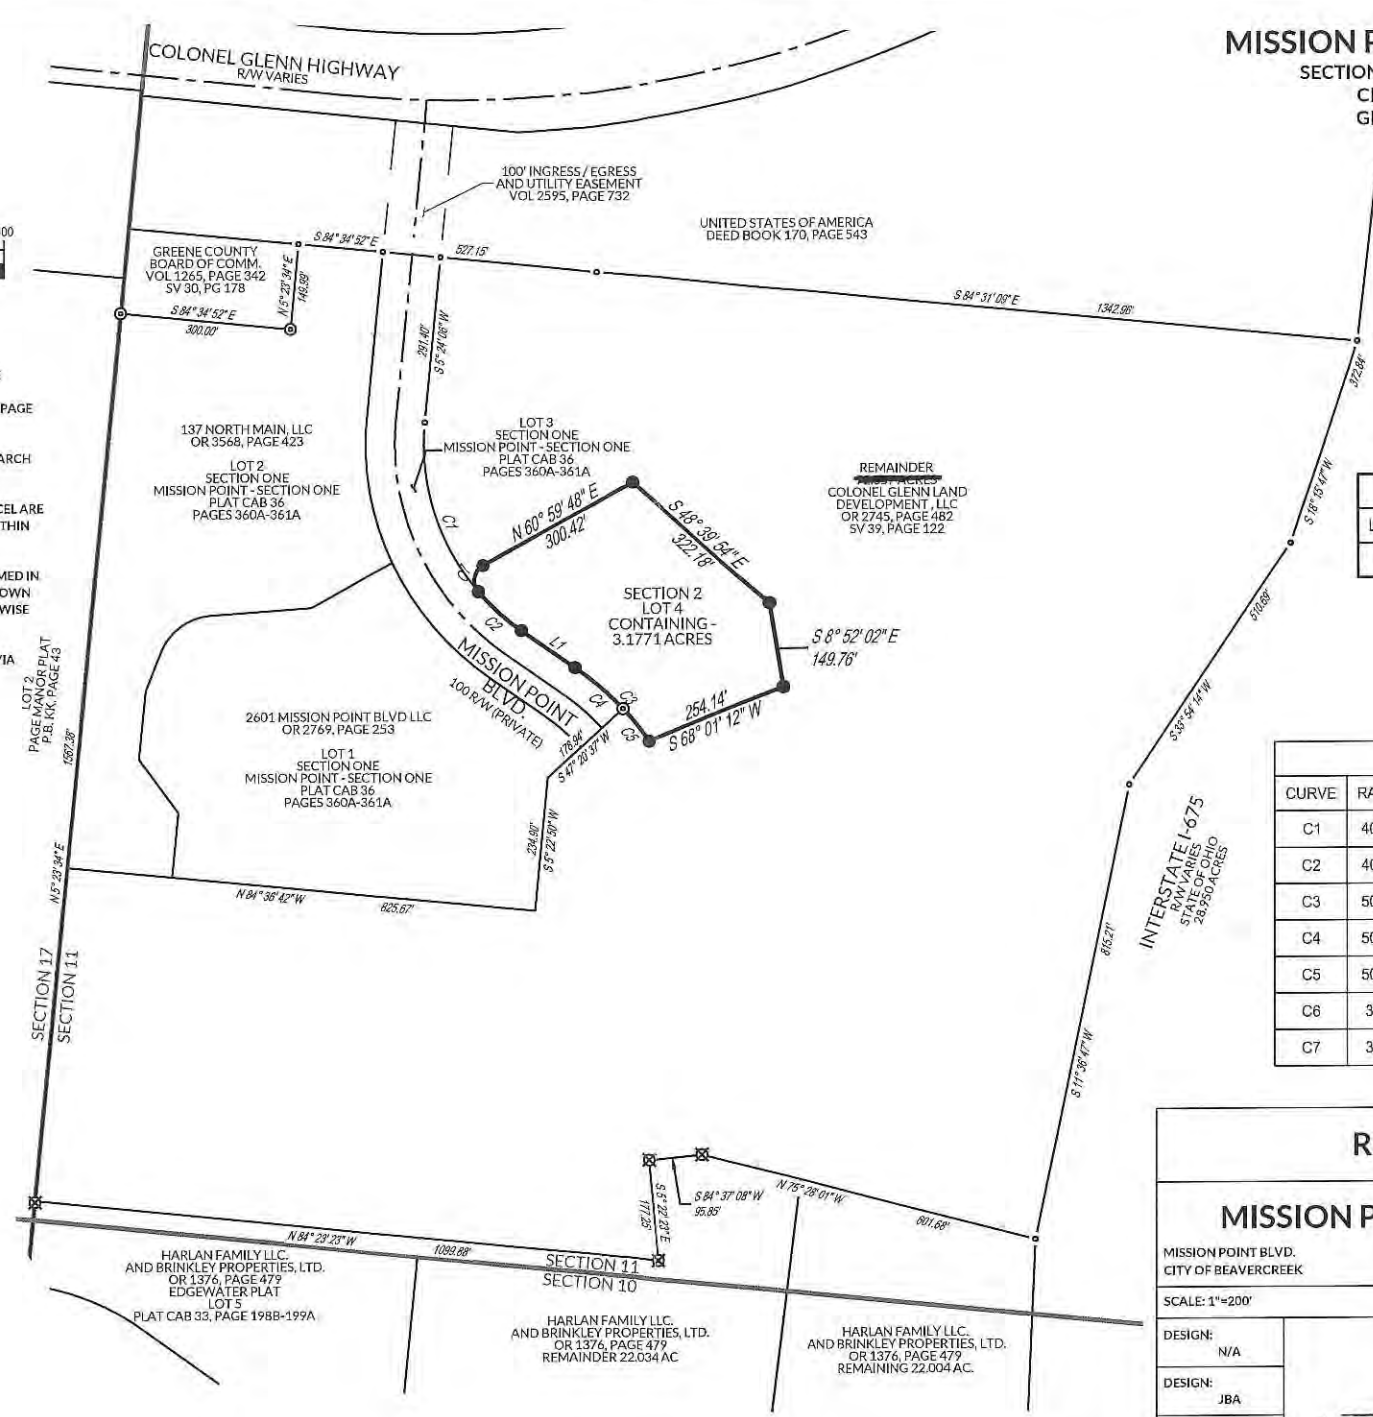 MISSION P
SECTION
COLONEL GLENN HIGHWAY
R/W VARIES
100' INGRESS / EGRESS
AND UTILITY EASEMENT
VOL 2595, PAGE 732
UNITED STATES OF AMERICA
DEED BOOK 170, PAGE 543
GREENE COUNTY
BOARD OF COMM.
VOL 1265, PAGE 342
SV 30, PG 178
S 84° 34' 52" E
527.15'
N 5° 23' 34" E
149.99'
S 84° 34' 52" E
300.00'
S 84° 31' 09" E
1342.96'
372.84'
S 18° 15' 47" W
291.40'
S 5° 24' 06" W
PAGE
ARCH
CEL ARE
THIN
MED IN
OWN
WISE
VIA
137 NORTH MAIN, LLC
OR 3568, PAGE 423
LOT 2
SECTION ONE
MISSION POINT - SECTION ONE
PLAT CAB 36
PAGES 360A-361A
LOT 3
SECTION ONE
MISSION POINT - SECTION ONE
PLAT CAB 36
PAGES 360A-361A
REMAINDER
COLONEL GLENN LAND
DEVELOPMENT, LLC
OR 2745, PAGE 482
SV 39, PAGE 122
C1
N 60° 59' 48" E
300.42'
S 48° 39' 54" E
322.18'
SECTION 2
LOT 4
CONTAINING -
3.1771 ACRES
S 8° 52' 02" E
149.76'
254.14'
S 68° 01' 12" W
C2
L1
C4
C3
C5
MISSION POINT
BLVD.
100 R/W (PRIVATE)
178.94'
S 47° 20' 37" W
510.69'
S 33° 54' 14" W
LOT 2
PAGE MANOR PLAT
P.B. KK, PAGE 43
1567.38'
2601 MISSION POINT BLVD LLC
OR 2769, PAGE 253
LOT 1
SECTION ONE
MISSION POINT - SECTION ONE
PLAT CAB 36
PAGES 360A-361A
234.90'
S 5° 22' 50" W
N 5° 23' 34" E
N 84° 36' 42" W
625.67'
INTERSTATE I-675
R/W VARIES
STATE OF OHIO
28.950 ACRES
815.21'
S 11° 36' 47" W
CURVE RA
C1 40
C2 40
C3 50
C4 50
C5 50
C6 3
C7 3
SECTION 17
SECTION 11
S 84° 37' 08" W
95.85'
S 5° 22' 23" E
177.25'
N 75° 28' 01" W
601.68'
N 84° 23' 23" W
1099.88'
SECTION 11
SECTION 10
HARLAN FAMILY LLC.
AND BRINKLEY PROPERTIES, LTD.
OR 1376, PAGE 479
EDGEWATER PLAT
LOT 5
PLAT CAB 33, PAGE 198B-199A
HARLAN FAMILY LLC.
AND BRINKLEY PROPERTIES, LTD.
OR 1376, PAGE 479
REMAINDER 22.034 AC
HARLAN FAMILY LLC.
AND BRINKLEY PROPERTIES, LTD.
OR 1376, PAGE 479
REMAINING 22.004 AC.
R
MISSION P
MISSION POINT BLVD.
CITY OF BEAVERCREEK
SCALE: 1"=200'
DESIGN:
N/A
DESIGN:
JBA